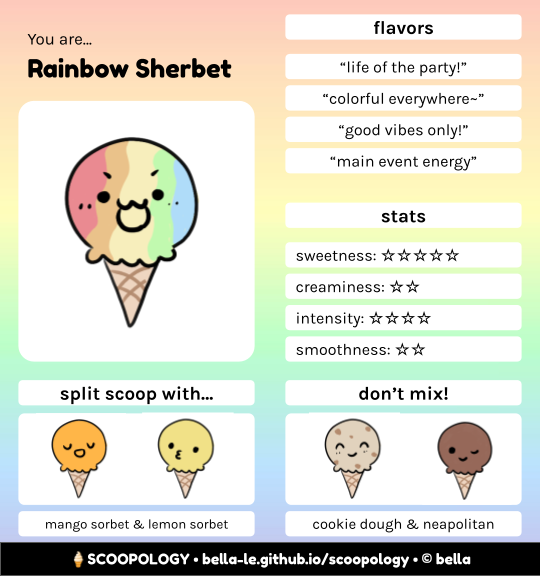 You are...
Rainbow Sherbet
flavors
“life of the party!”
“colorful everywhere~”
“good vibes only!”
“main event energy”
stats
sweetness: ☆☆☆☆☆
creaminess: ☆☆
intensity: ☆☆☆☆
smoothness: ☆☆
split scoop with...
mango sorbet & lemon sorbet
don’t mix!
cookie dough & neapolitan
🍦SCOOPOLOGY • bella-le.github.io/scoopology • © bella